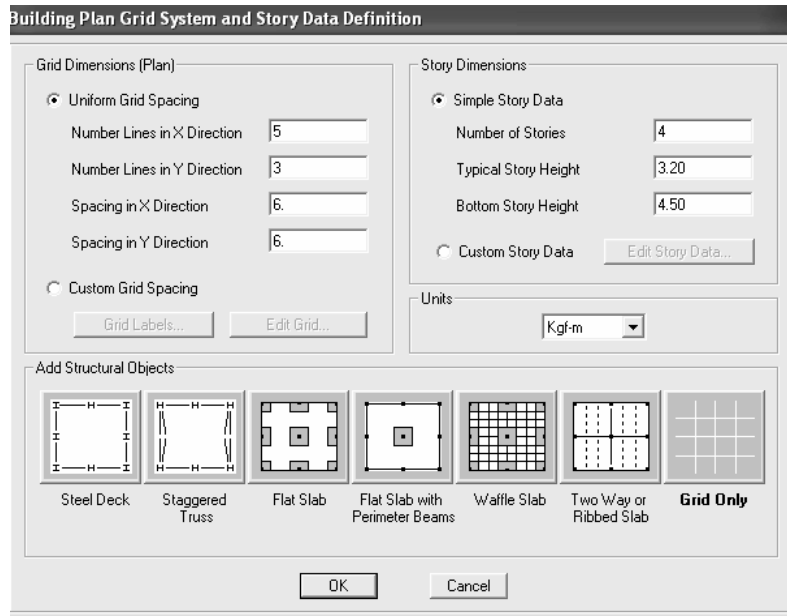 Building Plan Grid System and Story Data Definition
Grid Dimensions (Plan)
Uniform Grid Spacing
Number Lines in X Direction 5
Number Lines in Y Direction 3
Spacing in X Direction 6.
Spacing in Y Direction 6.
Custom Grid Spacing
Grid Labels... Edit Grid...
Story Dimensions
Simple Story Data
Number of Stories 4
Typical Story Height 3.20
Bottom Story Height 4.50
Custom Story Data Edit Story Data...
Units
Kgf-m
Add Structural Objects
Steel Deck
Staggered
Truss
Flat Slab
Flat Slab with
Perimeter Beams
Waffle Slab
Two Way or
Ribbed Slab
Grid Only
OK Cancel